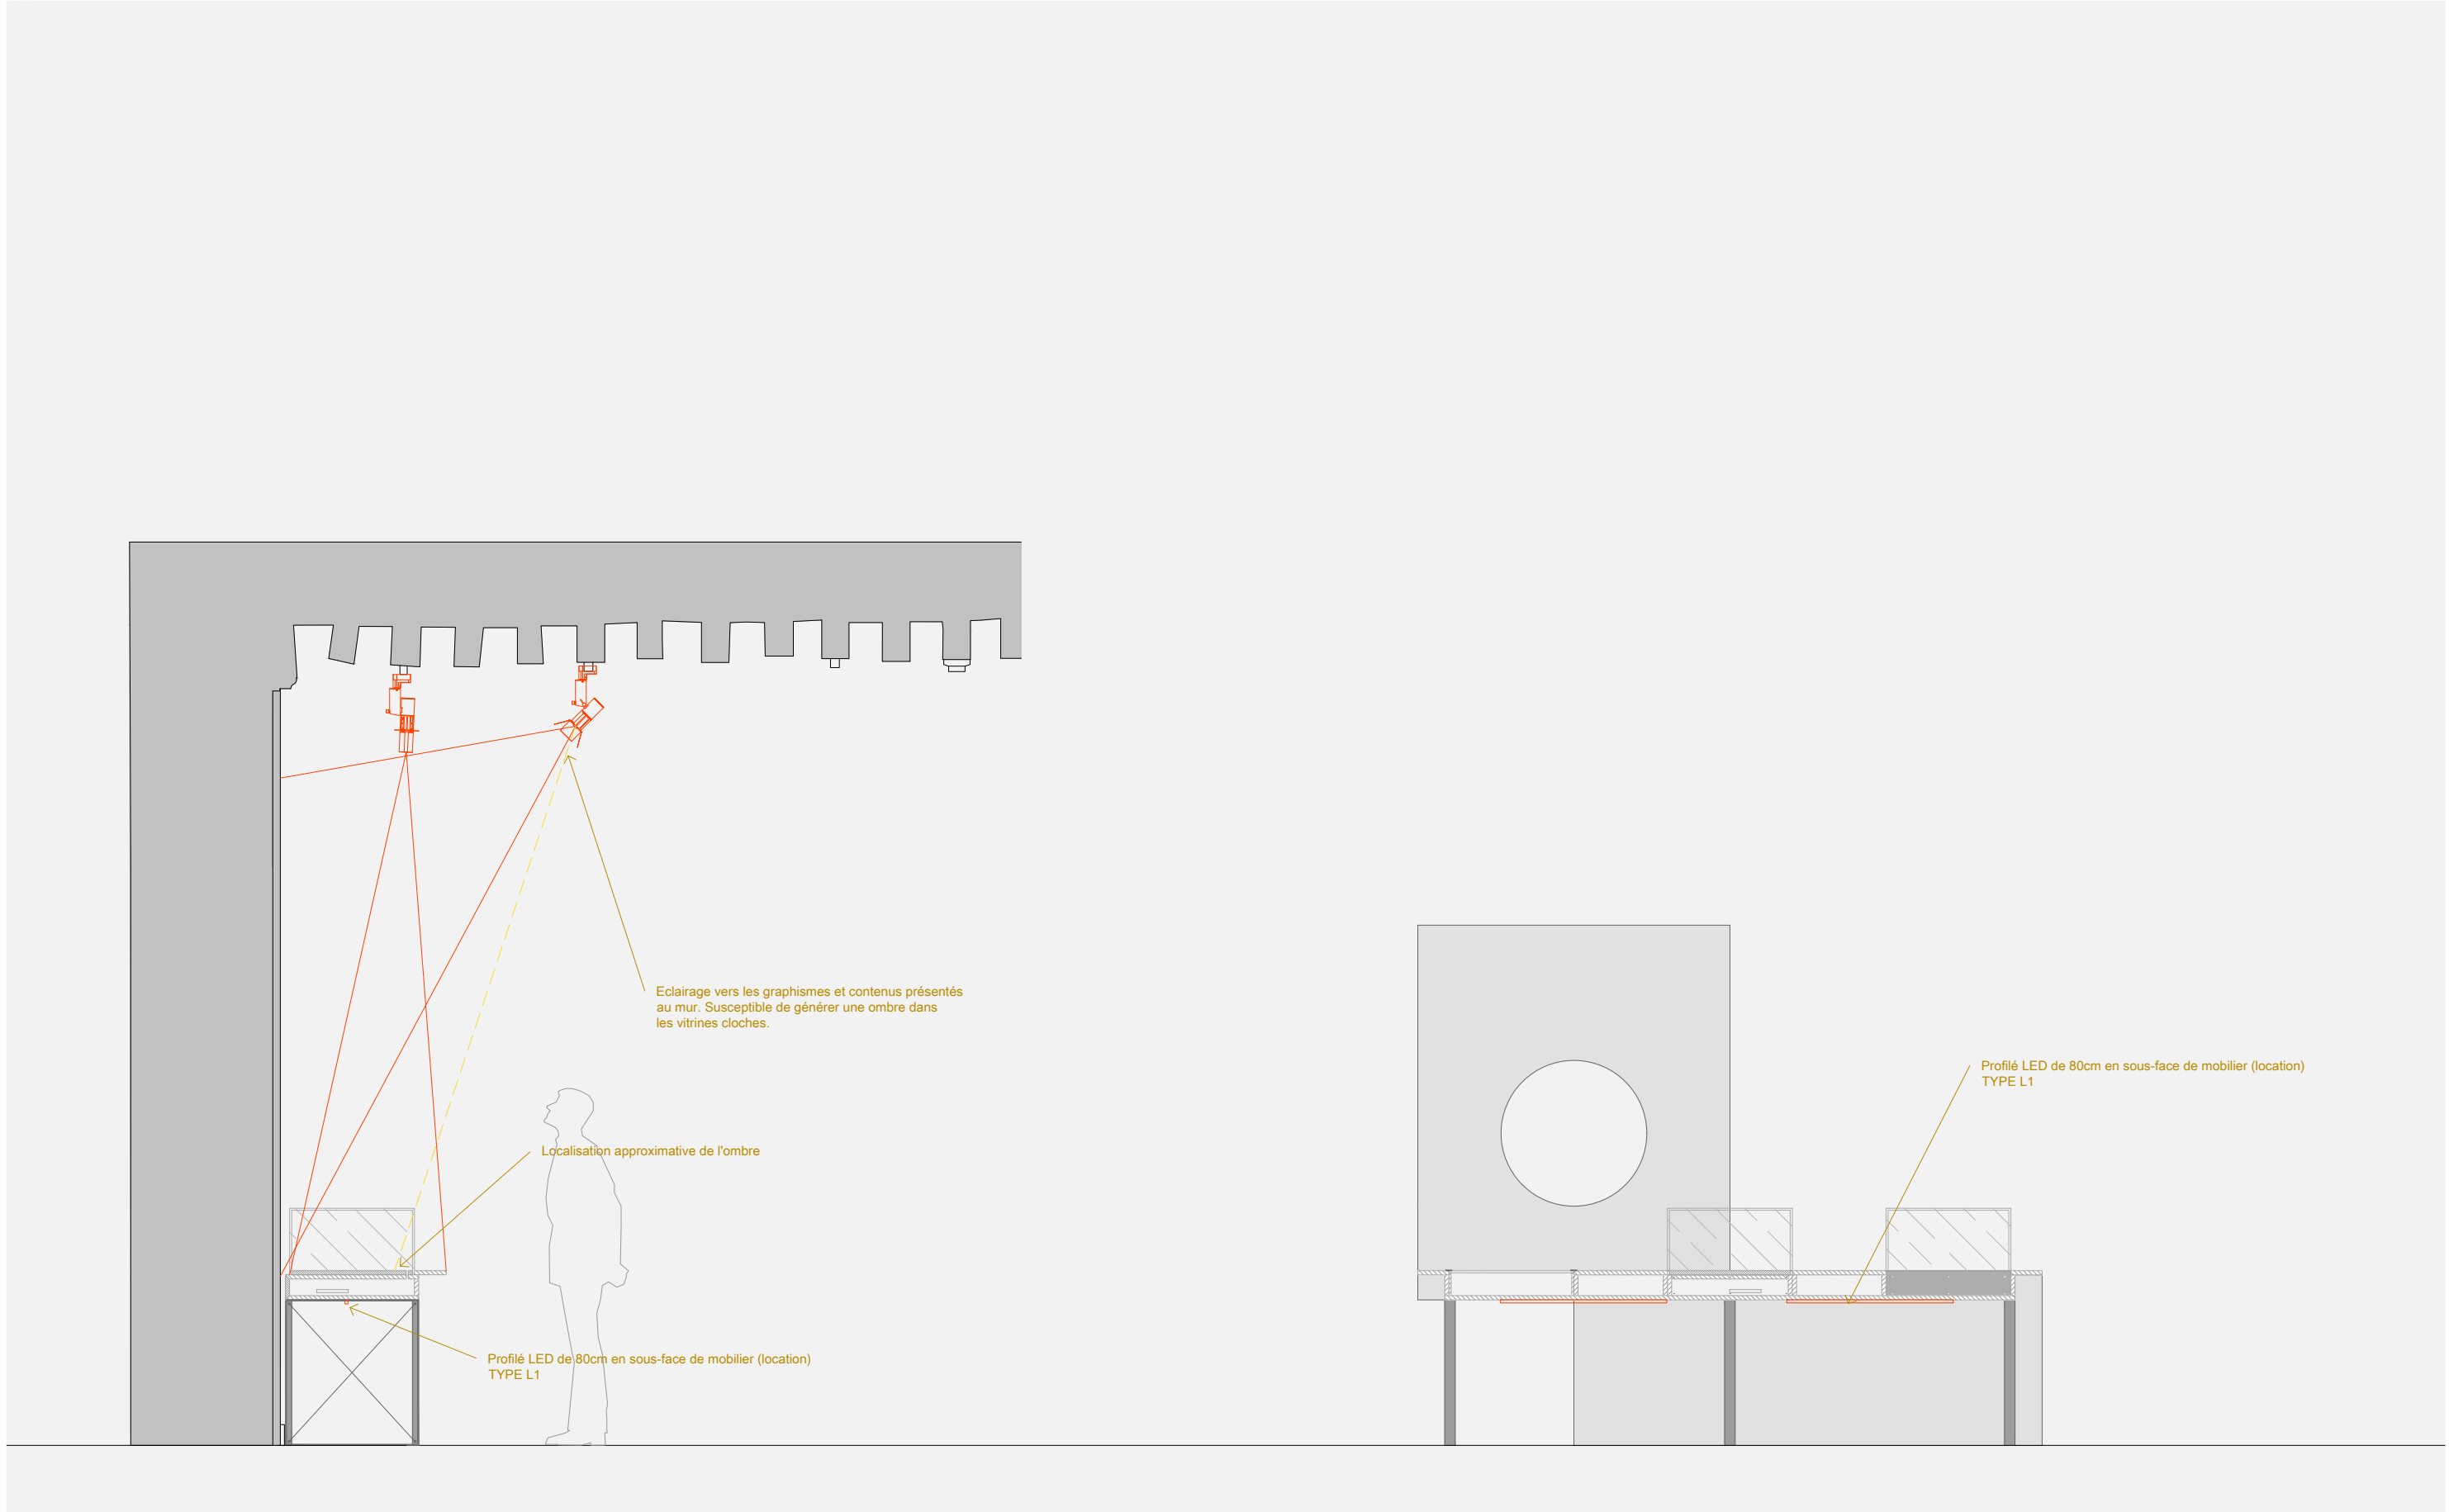 Eclairage vers les graphismes et contenus présentés
au mur. Susceptible de générer une ombre dans
les vitrines cloches.
Profilé LED de 80cm en sous-face de mobilier (location)
TYPE L1
Localisation approximative de l'ombre
Profilé LED de 80cm en sous-face de mobilier (location)
TYPE L1